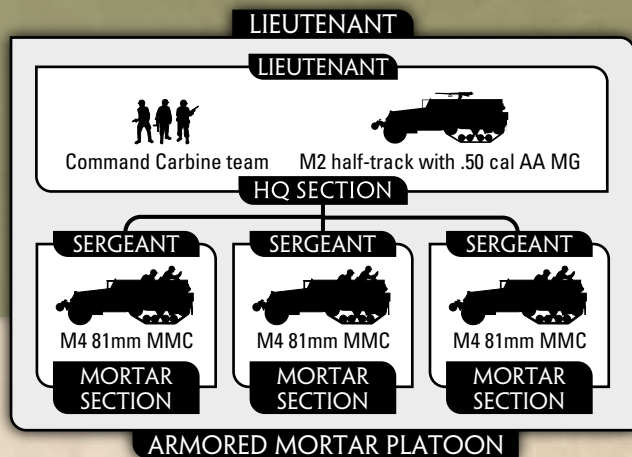 LIEUTENANT
LIEUTENANT
Command Carbine team
M2 half-track with .50 cal AA MG
HQ SECTION
SERGEANT
M4 81mm MMC
MORTAR
SECTION
SERGEANT
M4 81mm MMC
MORTAR
SECTION
SERGEANT
M4 81mm MMC
MORTAR
SECTION
ARMORED MORTAR PLATOON